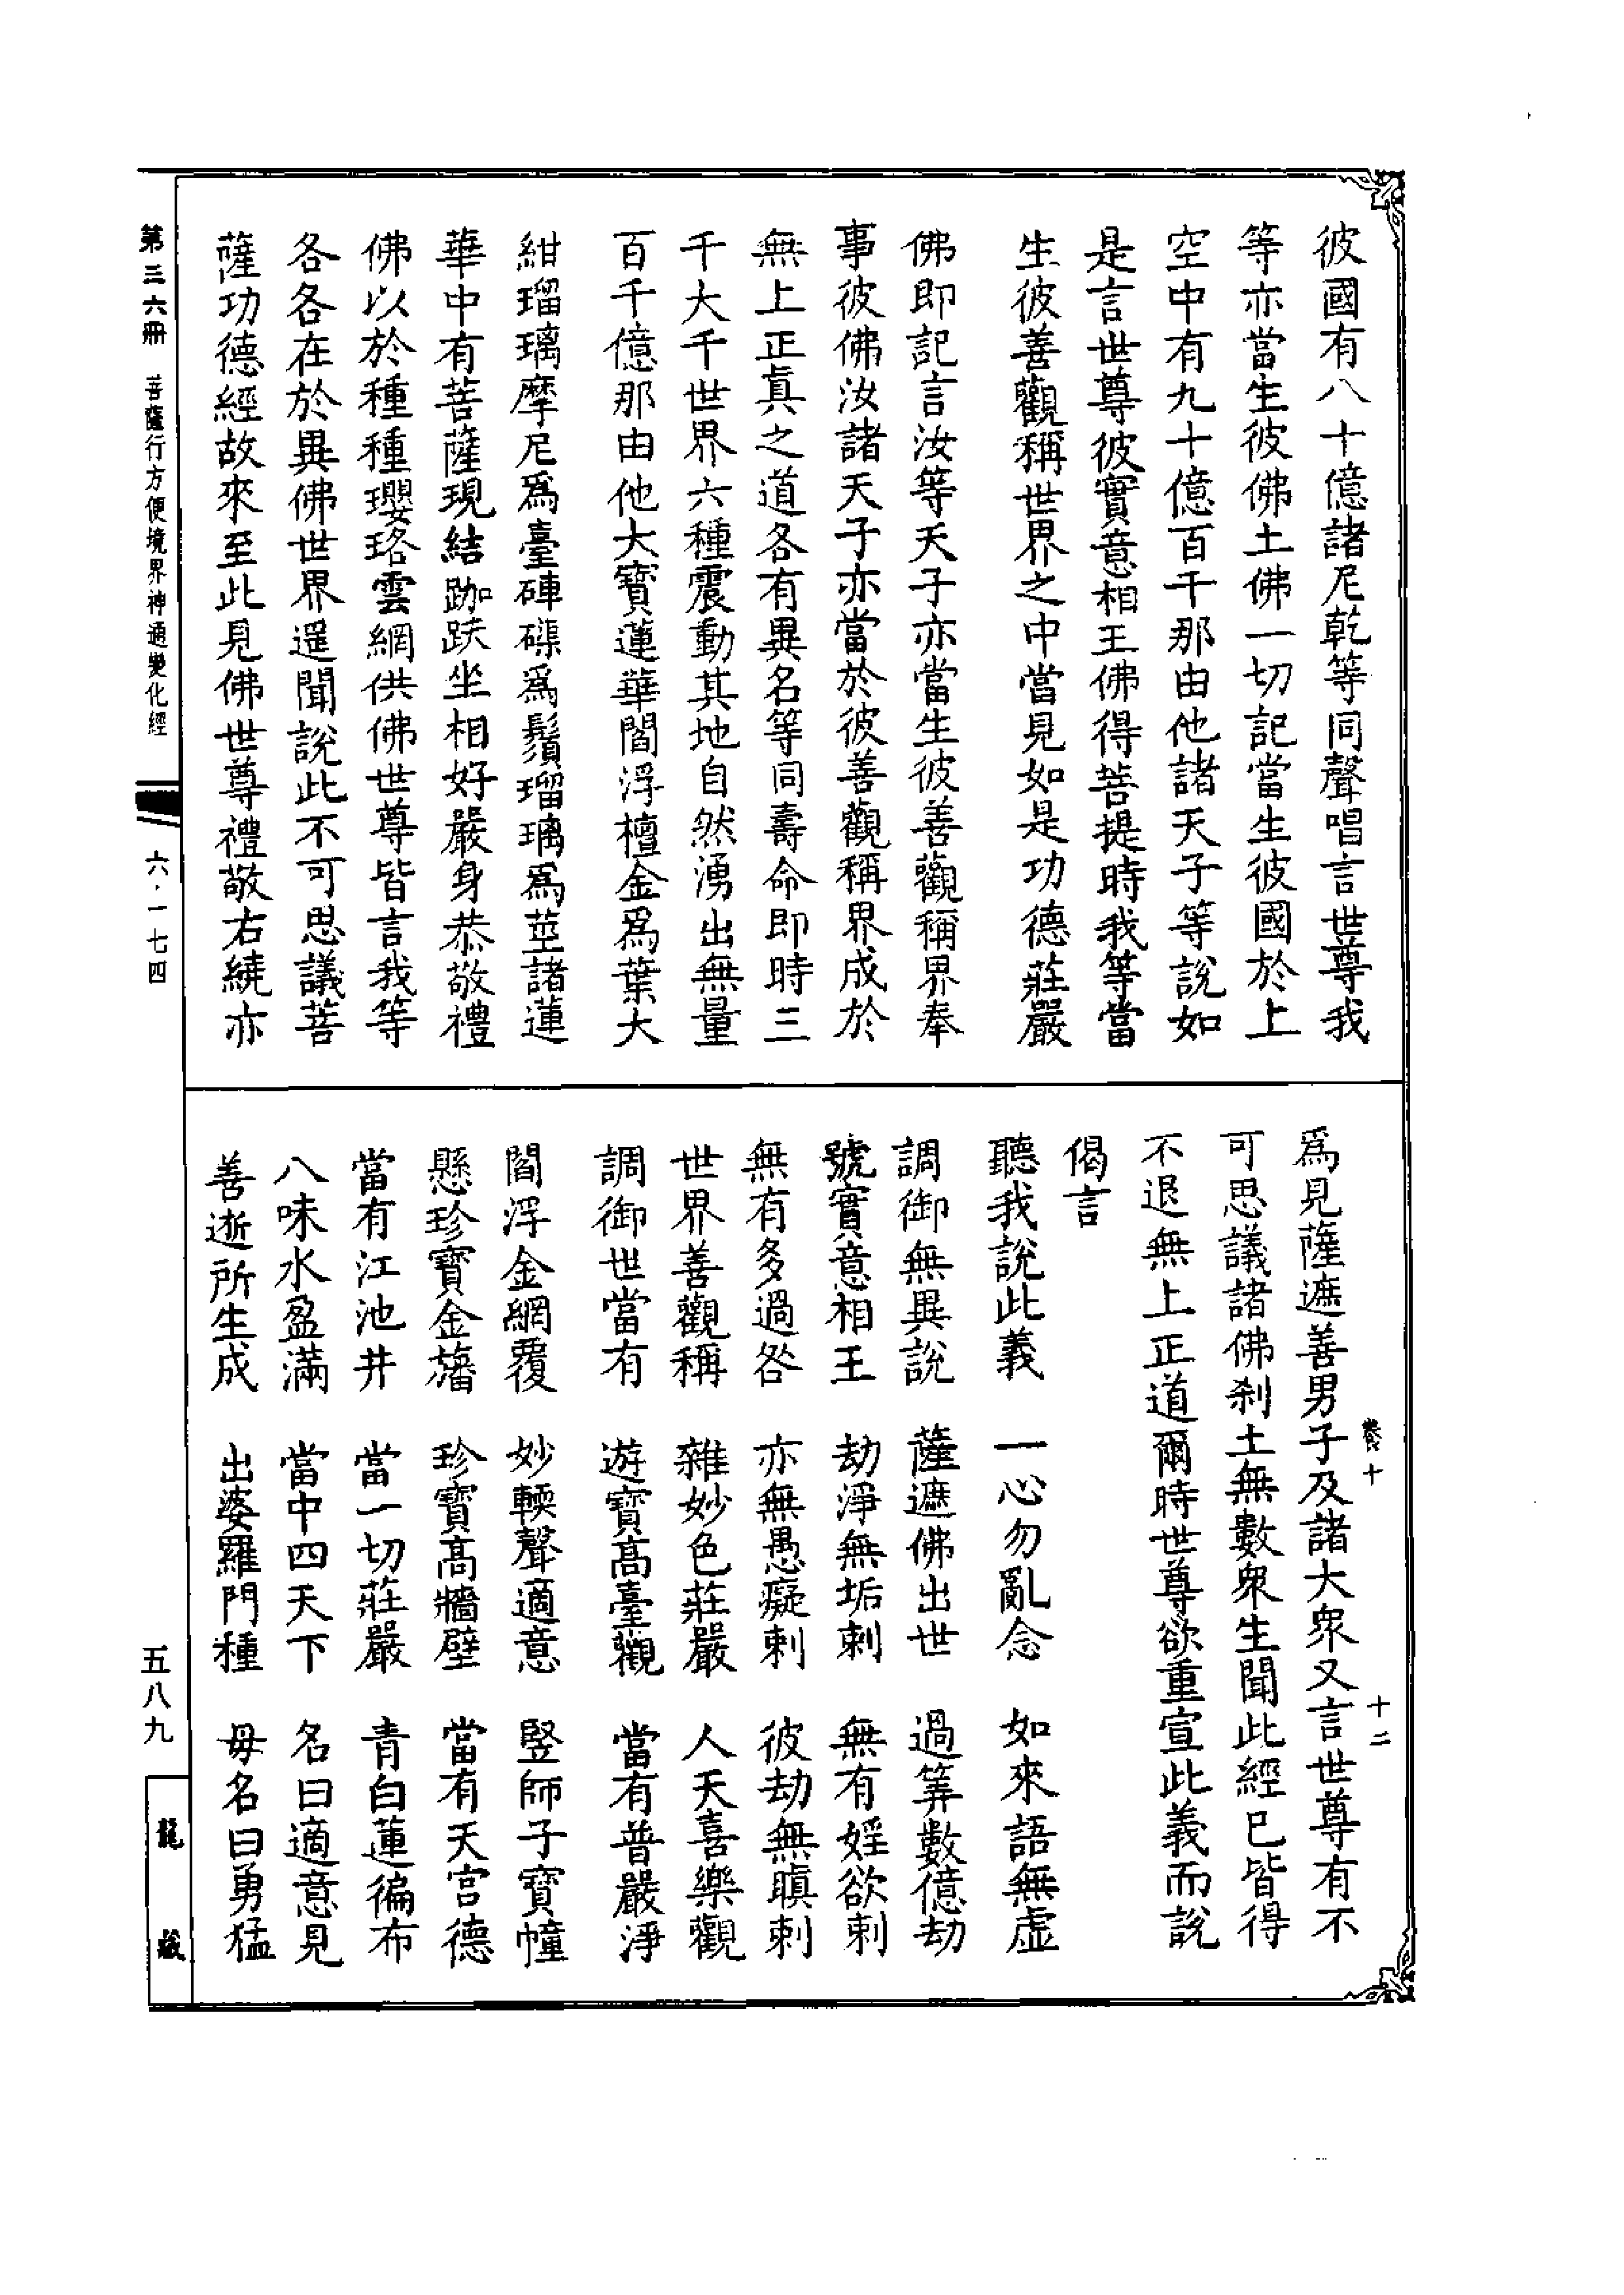 彼國有八十億諸尼乾等同聲唱言世尊我
等亦當生彼佛土佛一切記當生彼國於上
空中有九十億百千那由他諸天子等說如
是言世尊彼實意相王佛得菩提時我等當
生彼善觀稱世界之中當見如是功德莊嚴
佛即記言汝等天子亦當生彼善觀稱界奉
事彼佛汝諸天子亦當於彼善觀稱界成於
無上正眞之道各有異名等同壽命即時三
千大千世界六種震動其地自然湧出無量
百千億那由他大寶蓮華閻浮檀金爲葉大
紺瑠璃摩尼爲臺硨磲爲鬚瑠璃爲莖諸蓮
華中有菩薩現結跏趺坐相好嚴身恭敬禮
佛以於種種瓔珞雲網供佛世尊皆言我等
各各在於異佛世界遥聞說此不可思議菩
薩功德經故來至此見佛世尊禮敬右繞亦
爲見薩遮善男子及諸大衆又言世尊有不
可思議諸佛刹土無數衆生聞此經已皆得
不退無上正道爾時世尊欲重宣此義而說
偈言
聽我說此義　一心勿亂念　如來語無虛
調御無異說　薩遮佛出世　過筭數億劫
號實意相王　劫淨無垢刺　無有婬欲刺
無有多過咎　亦無愚癡刺　彼劫無瞋刺
世界善觀稱　雜妙色莊嚴　人天喜樂觀
調御世當有　遊寶高臺觀　當有普嚴淨
閻浮金網覆　妙輭聲適意　竪師子寶幢
懸珍寶金旛　珍寶高牆壁　當有天宮德
當有江池井　當一切莊嚴　青白蓮徧布
八味水盈滿　當中四天下　名曰適意見
善逝所生成　出婆羅門種　母名曰勇猛
卷十
十二
第三六冊　菩薩行方便境界神通變化經
六·一七四
五八九
龍藏